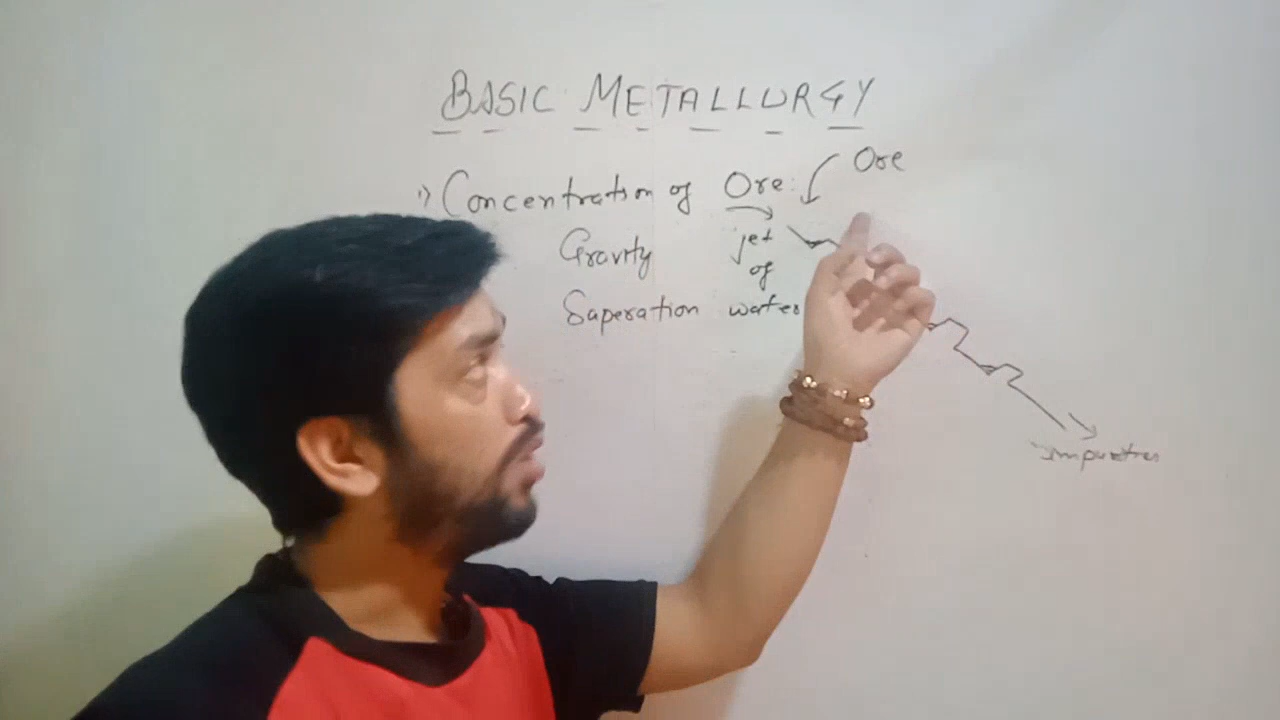 BASIC METALLURGY
Ore
1) Concentration of Ore:
Gravity
Saperation
jet
of
water
Impurities